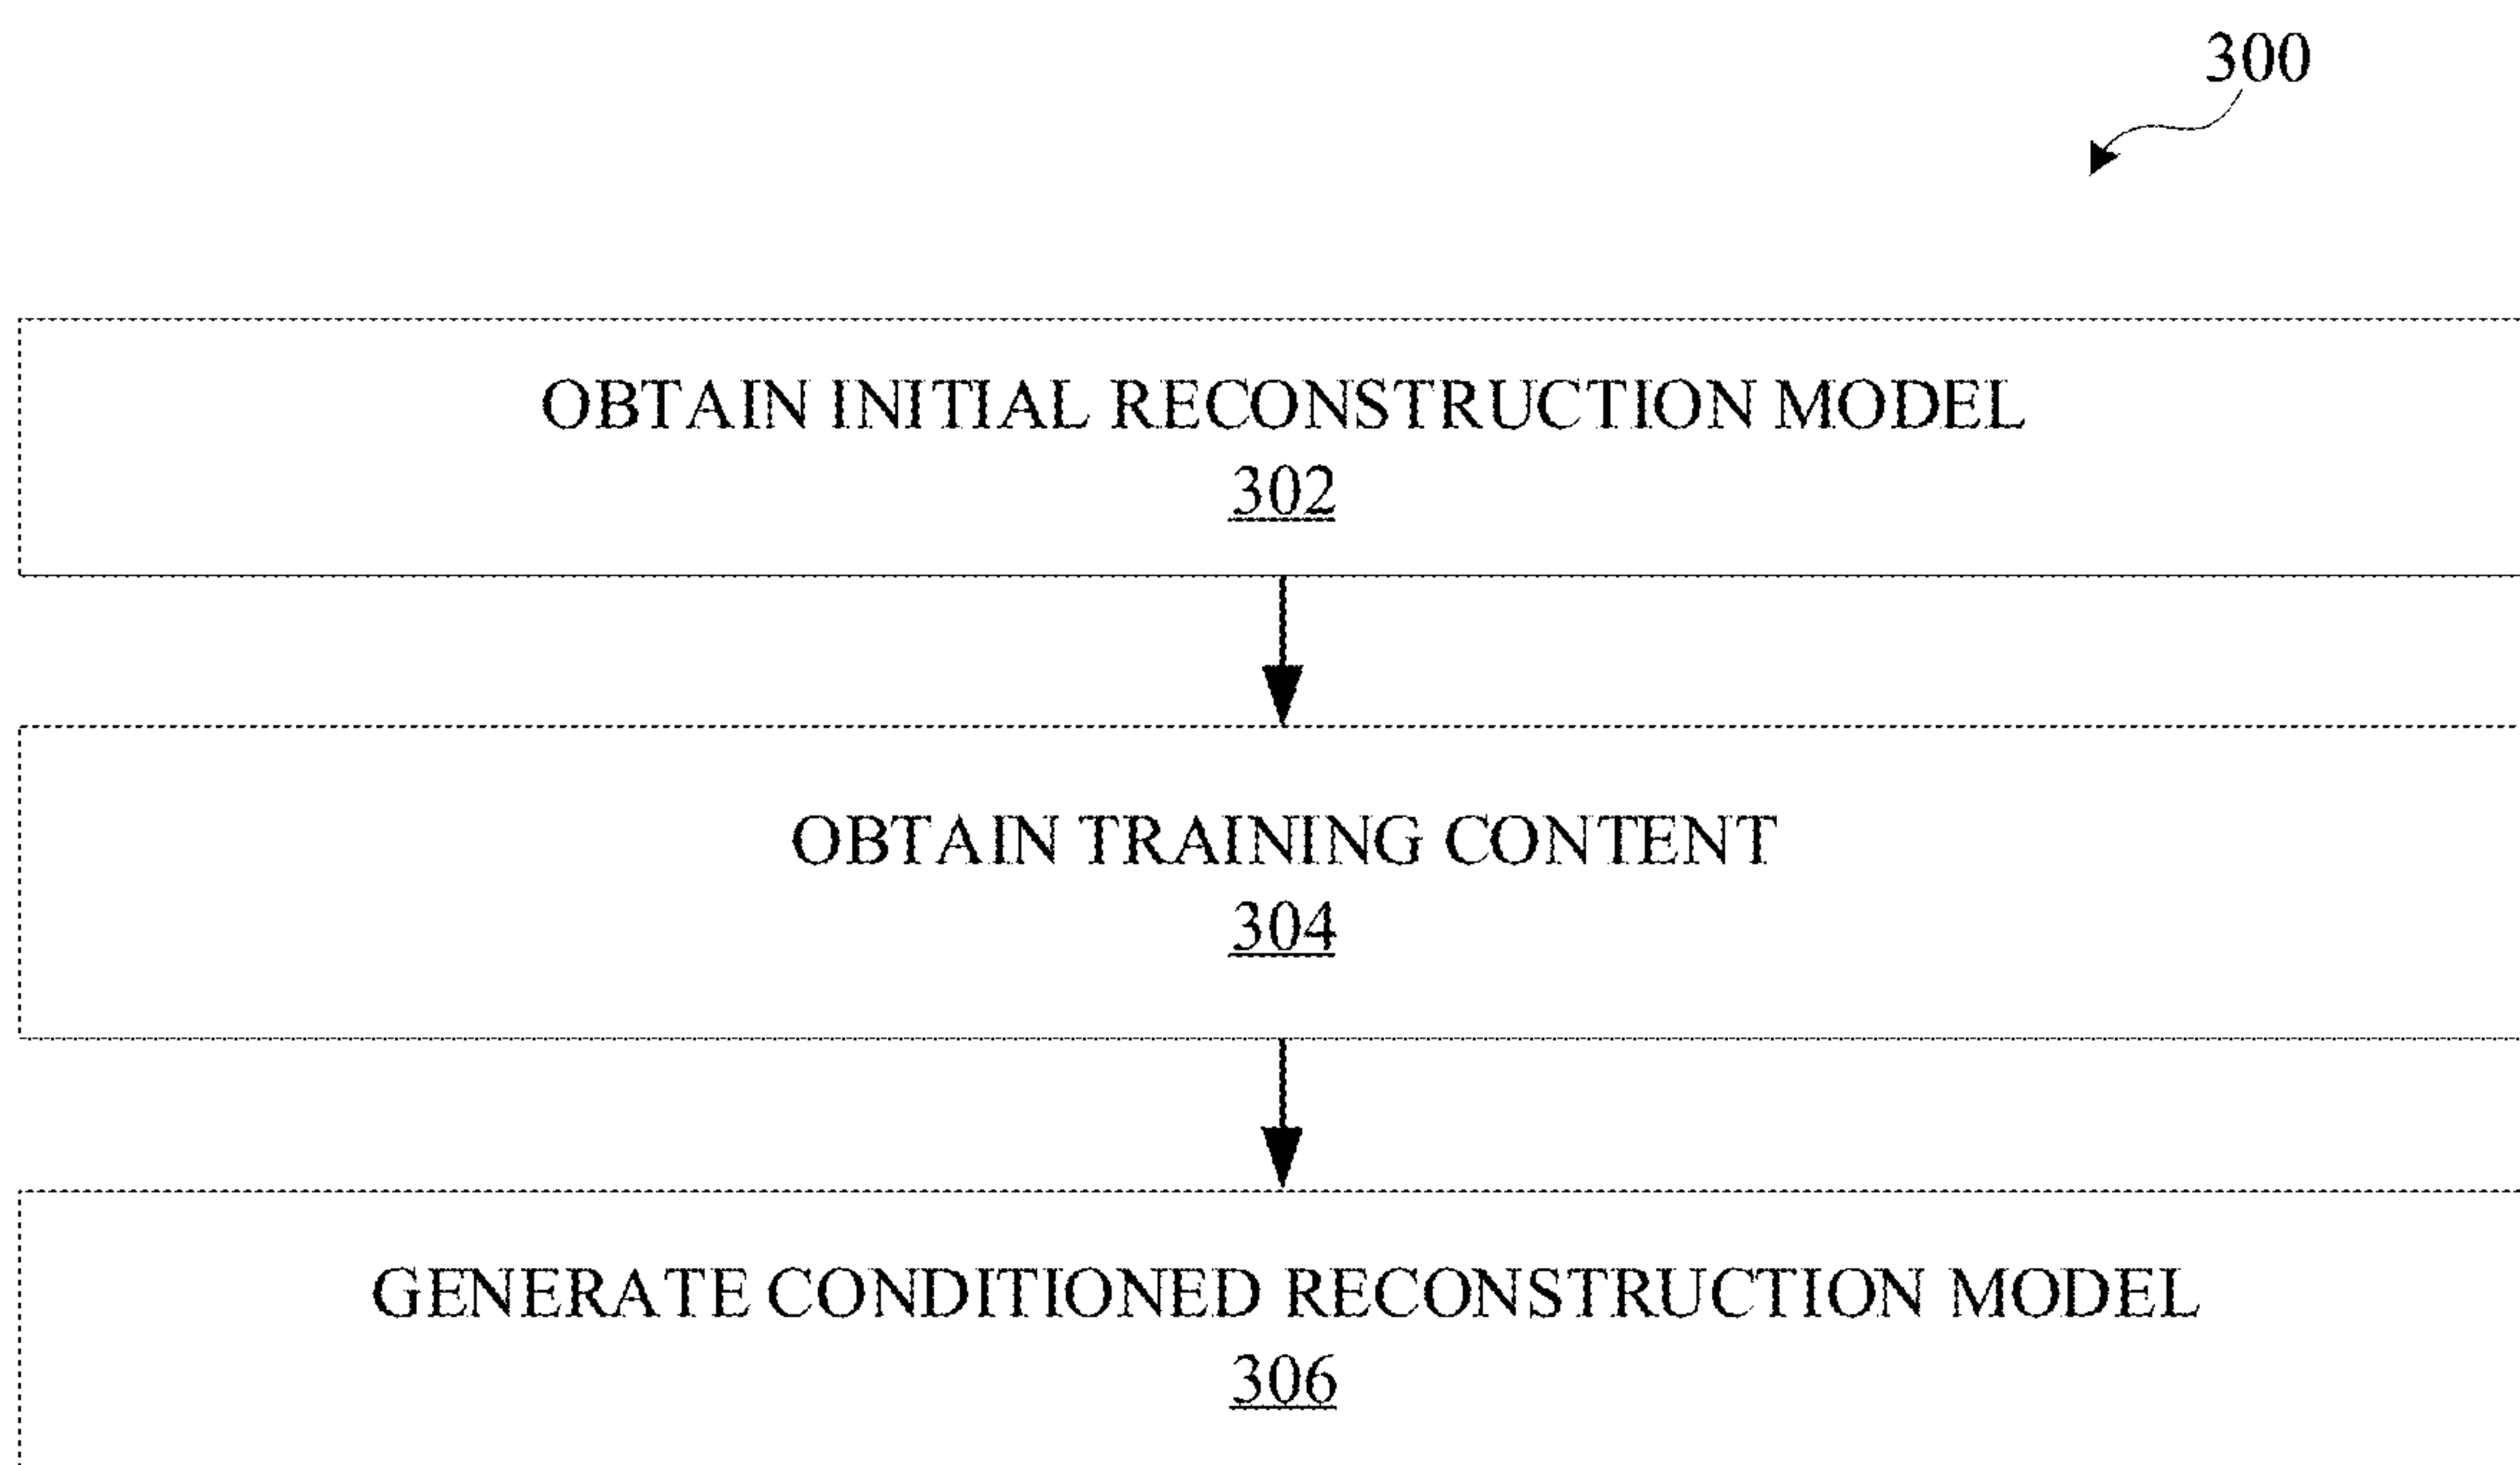 300
OBTAIN INITIAL RECONSTRUCTION MODEL
302
OBTAIN TRAINING CONTENT
304
GENERATE CONDITIONED RECONSTRUCTION MODEL
306